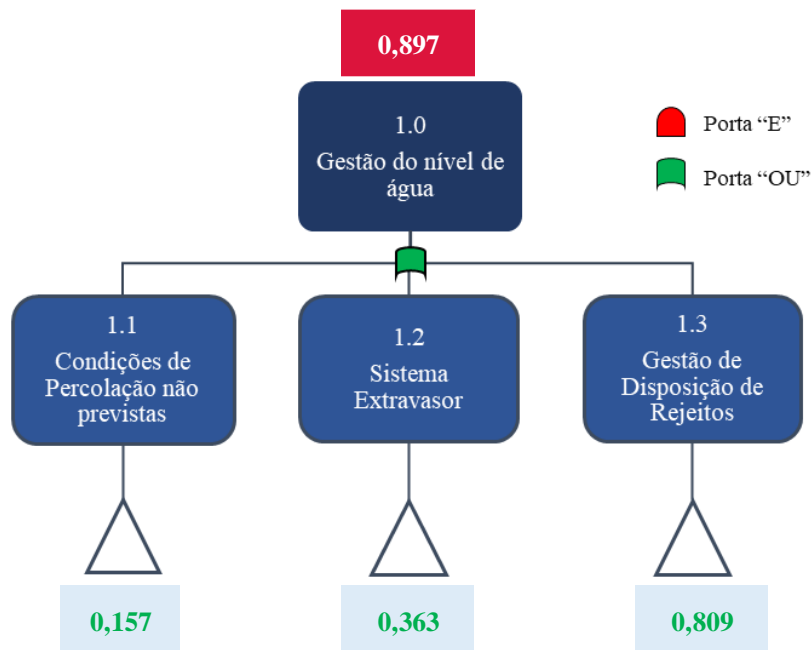 0,897
1.0
Gestão do nível de
água
Porta “E”
Porta “OU”
1.1
Condições de
Percolação não
previstas
1.2
Sistema
Extravasor
1.3
Gestão de
Disposição de
Rejeitos
0,157
0,363
0,809